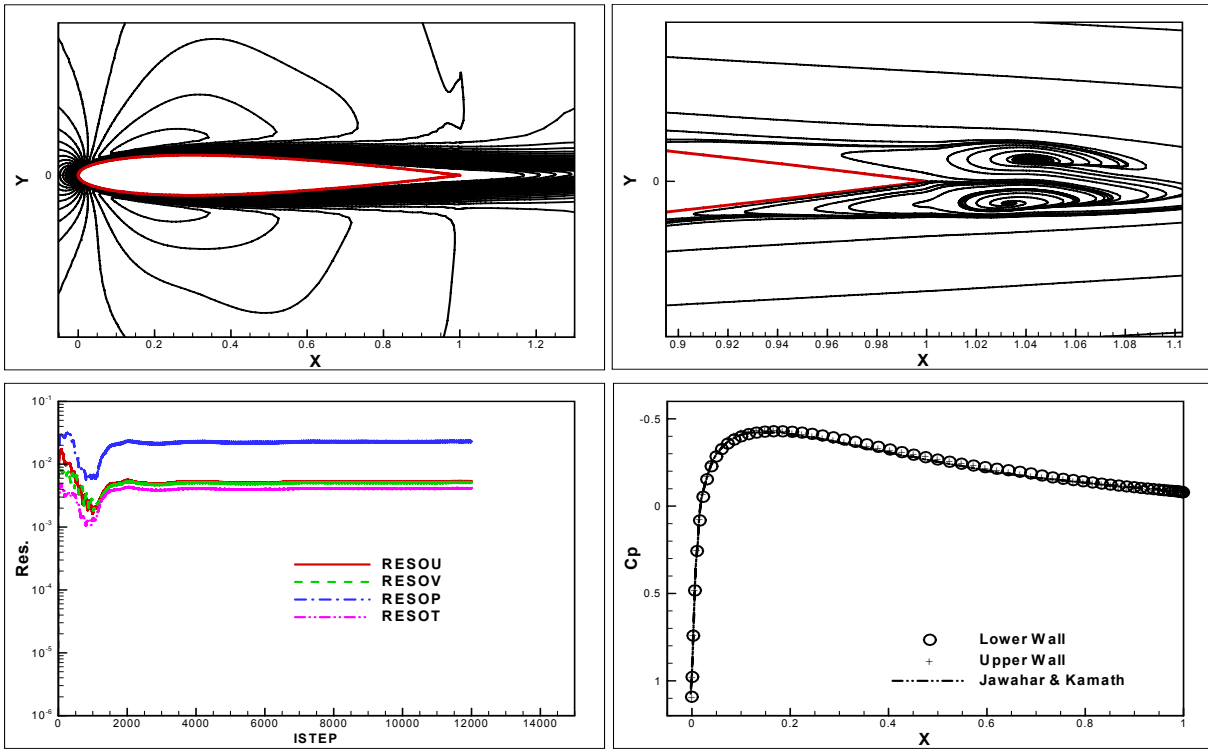 Y
0
0 0.2 0.4 0.6 0.8 1 1.2
X
Y
0
0.9 0.92 0.94 0.96 0.98 1 1.02 1.04 1.06 1.08 1.1
X
Res.
10-1
10-2
10-3
10-4
10-5
10-6
RESOU
RESOV
RESOP
RESOT
0 2000 4000 6000 8000 10000 12000 14000
ISTEP
Cp
-0.5
0
0.5
1
Lower Wall
Upper Wall
Jawahar & Kamath
0 0.2 0.4 0.6 0.8 1
X